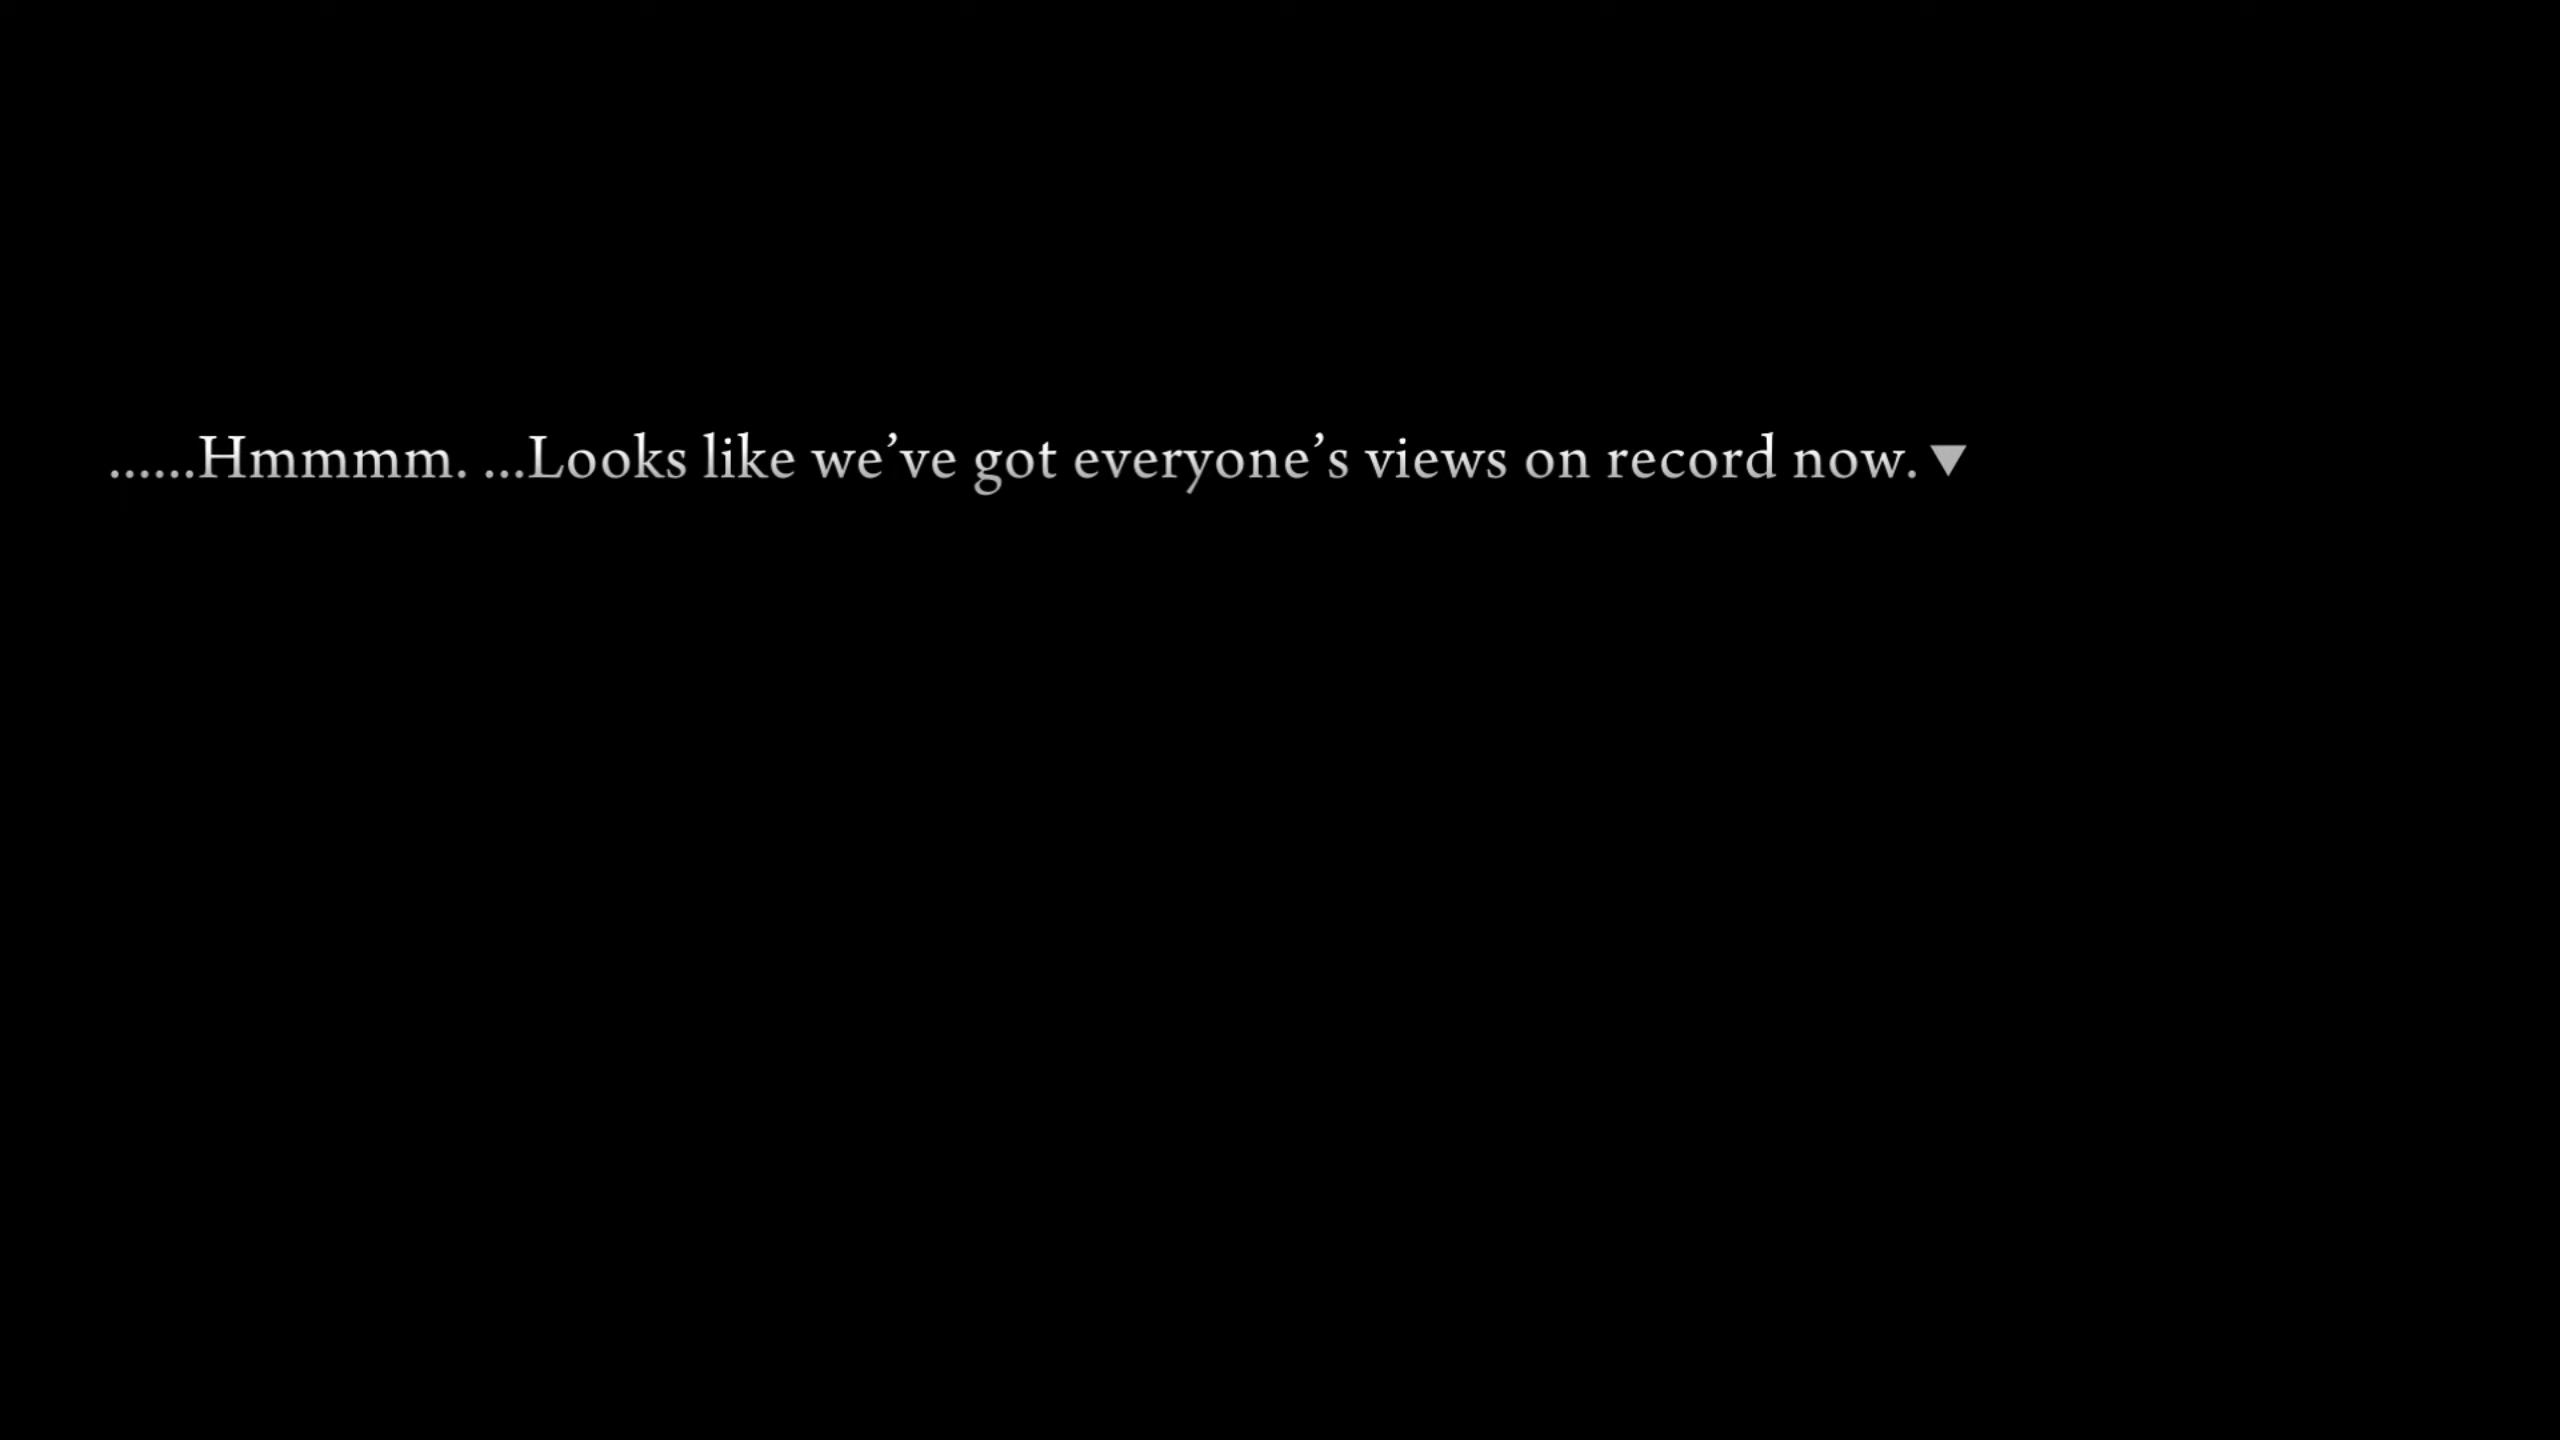 ......Hmmmm. ...Looks like we’ve got everyone’s views on record now.